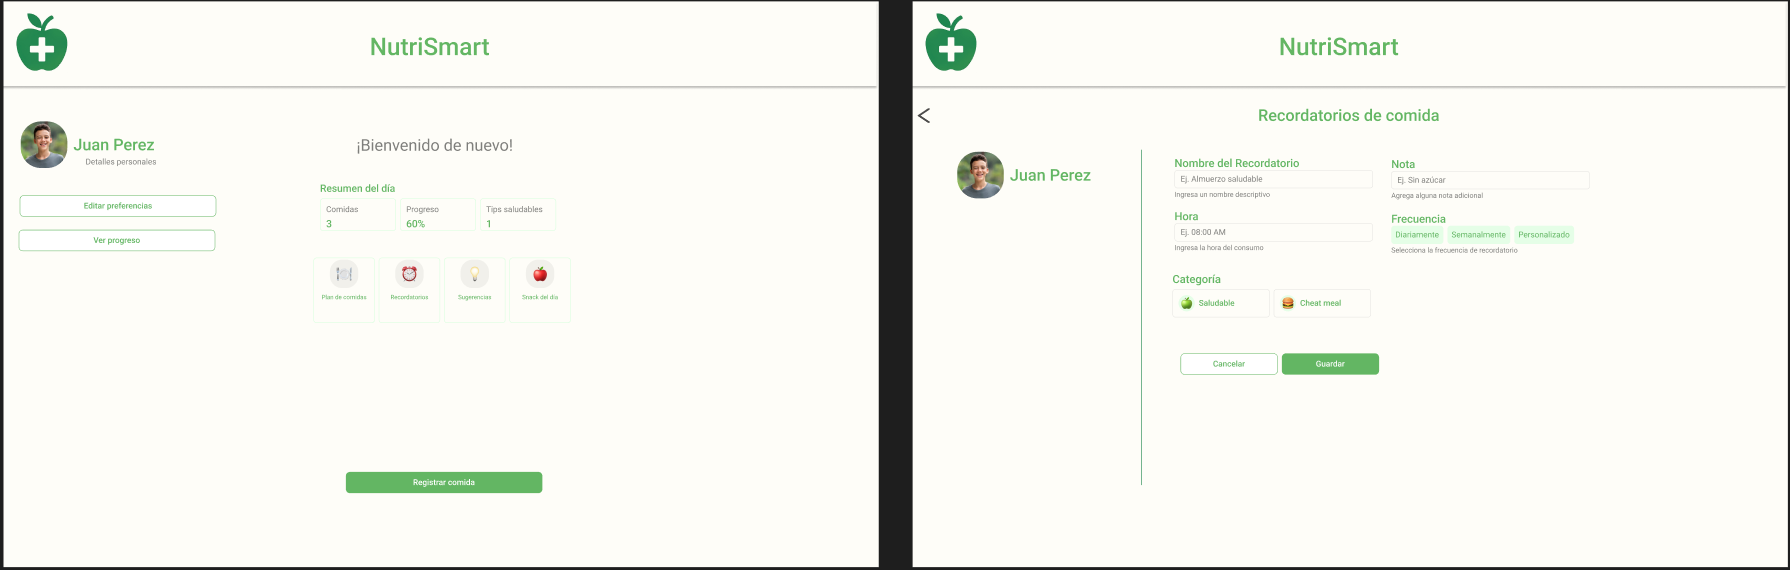 NutriSmart
Juan Perez
Detalles personales
Editar preferencias
Ver progreso
¡Bienvenido de nuevo!
Resumen del día
Comidas
3
Progreso
60%
Tips saludables
1
Plan de comidas
Recordatorios
Sugerencias
Snack del día
Registrar comida
NutriSmart
Recordatorios de comida
Juan Perez
Nombre del Recordatorio
Ej. Almuerzo saludable
Ingresa un nombre descriptivo
Hora
Ej. 08:00 AM
Ingresa la hora del consumo
Nota
Ej. Sin azúcar
Agrega alguna nota adicional
Frecuencia
Diariamente
Semanalmente
Personalizado
Selecciona la frecuencia de recordatorio
Categoría
Saludable
Cheat meal
Cancelar
Guardar